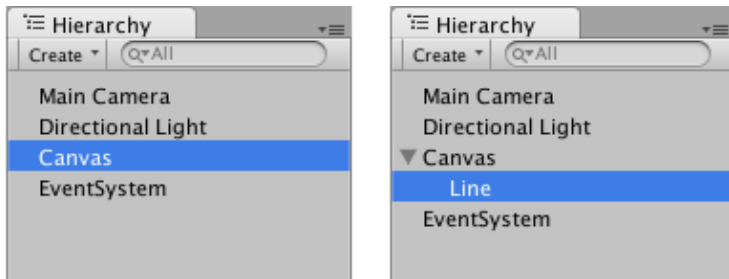 Hierarchy
Create All
Main Camera
Directional Light
Canvas
EventSystem
Hierarchy
Create All
Main Camera
Directional Light
Canvas
Line
EventSystem